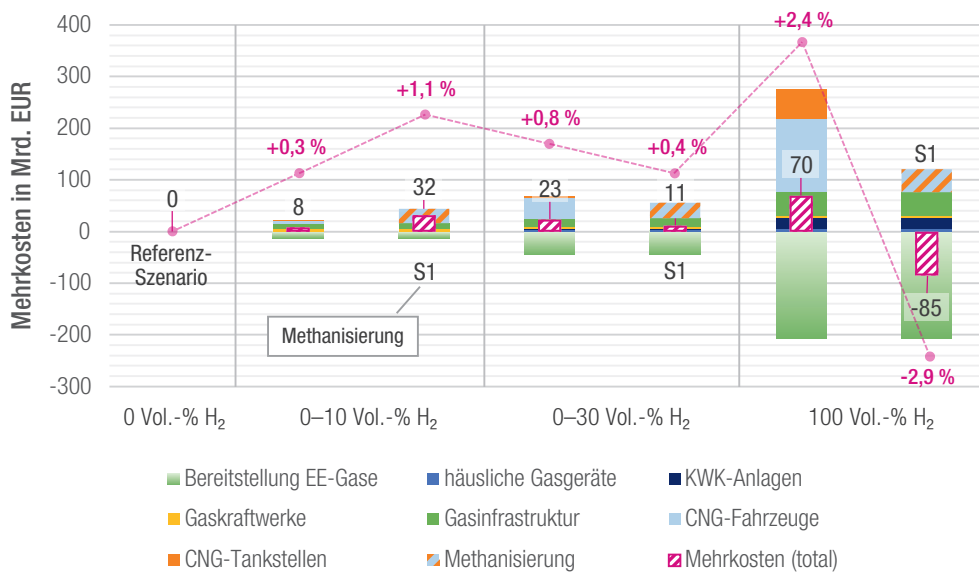 Mehrkosten in Mrd. EUR
400
300
200
100
0
-100
-200
-300
0
+0,3 %
8
+1,1 %
32
+0,8 %
23
+0,4 %
11
+2,4 %
70
S1
-85
-2,9 %
Referenz-
Szenario
S1
S1
Methanisierung
0 Vol.-% H₂
0–10 Vol.-% H₂
0–30 Vol.-% H₂
100 Vol.-% H₂
Bereitstellung EE-Gase
häusliche Gasgeräte
KWK-Anlagen
Gaskraftwerke
Gasinfrastruktur
CNG-Fahrzeuge
CNG-Tankstellen
Methanisierung
Mehrkosten (total)